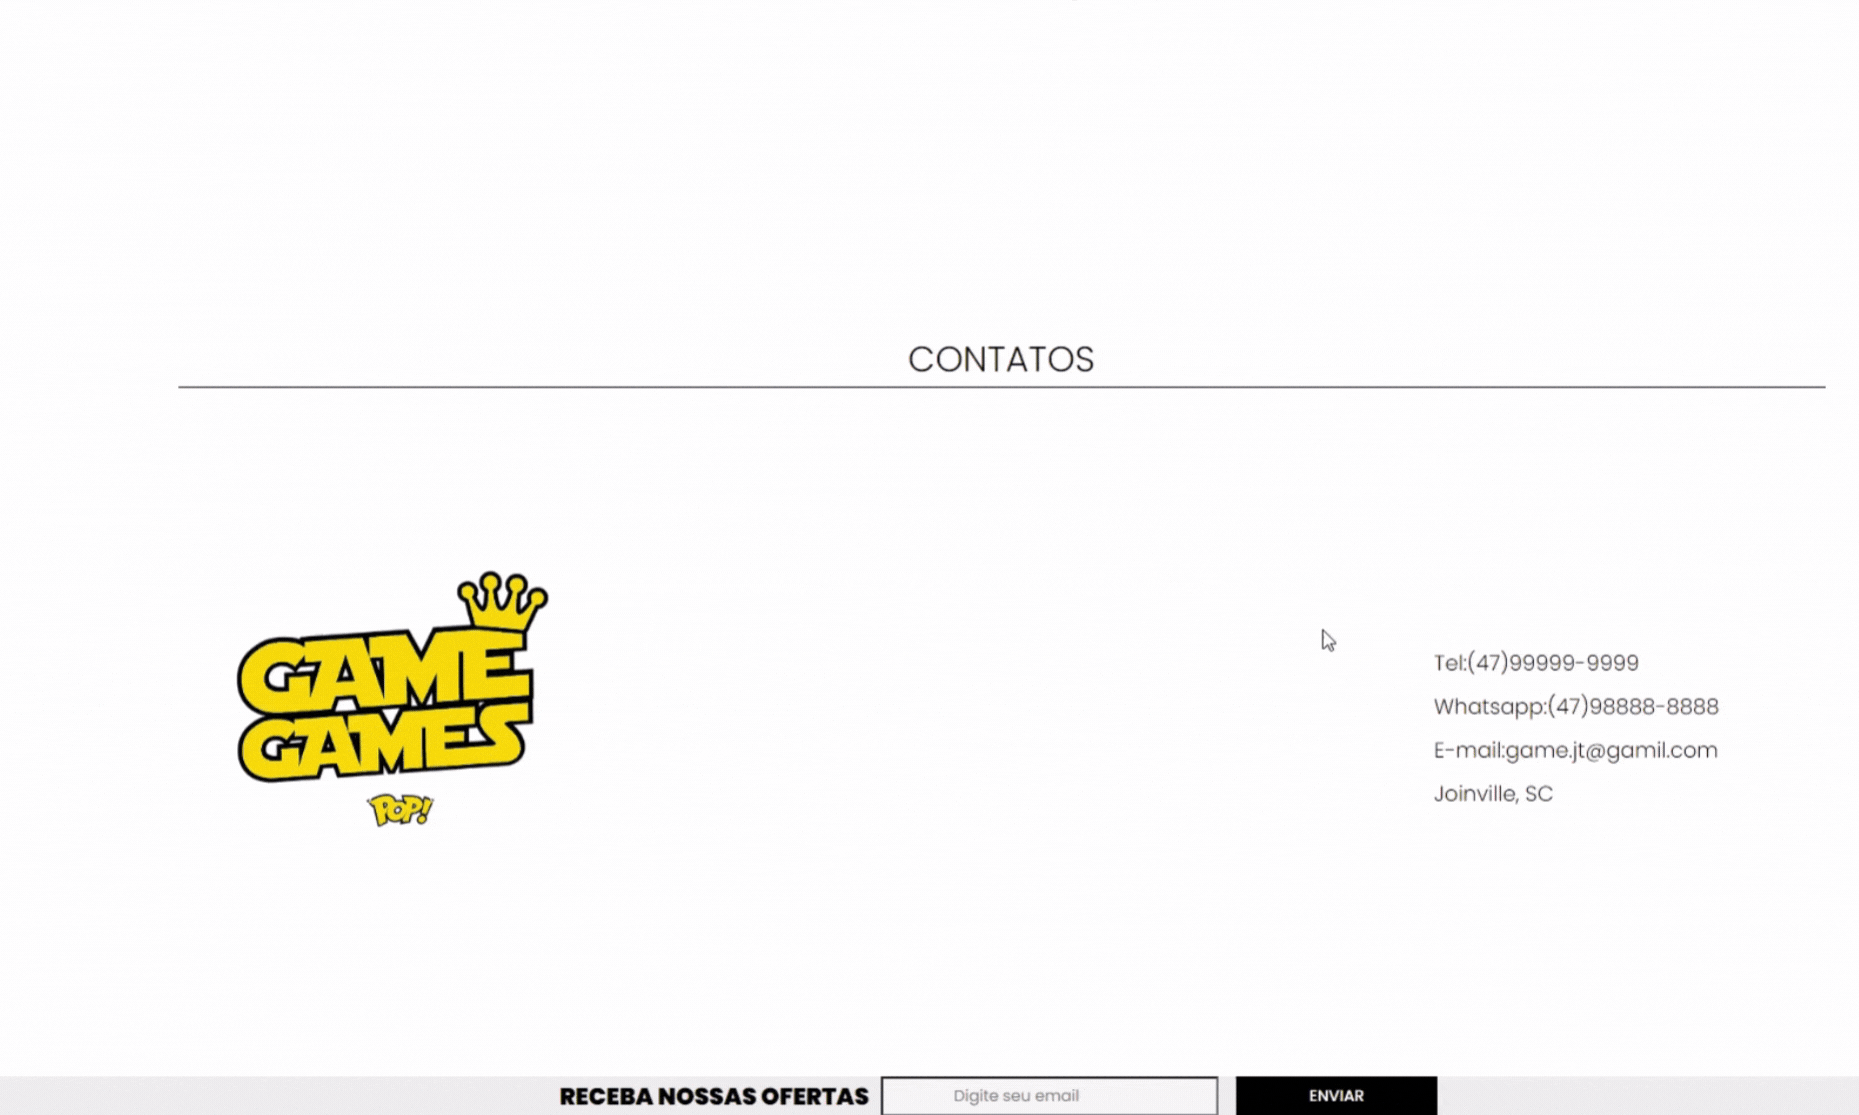 CONTATOS
GAME
GAMES
POP!
Tel:(47)99999-9999
Whatsapp:(47)98888-8888
E-mail:game.jt@gamil.com
Joinville, SC
RECEBA NOSSAS OFERTAS
Digite seu email
ENVIAR